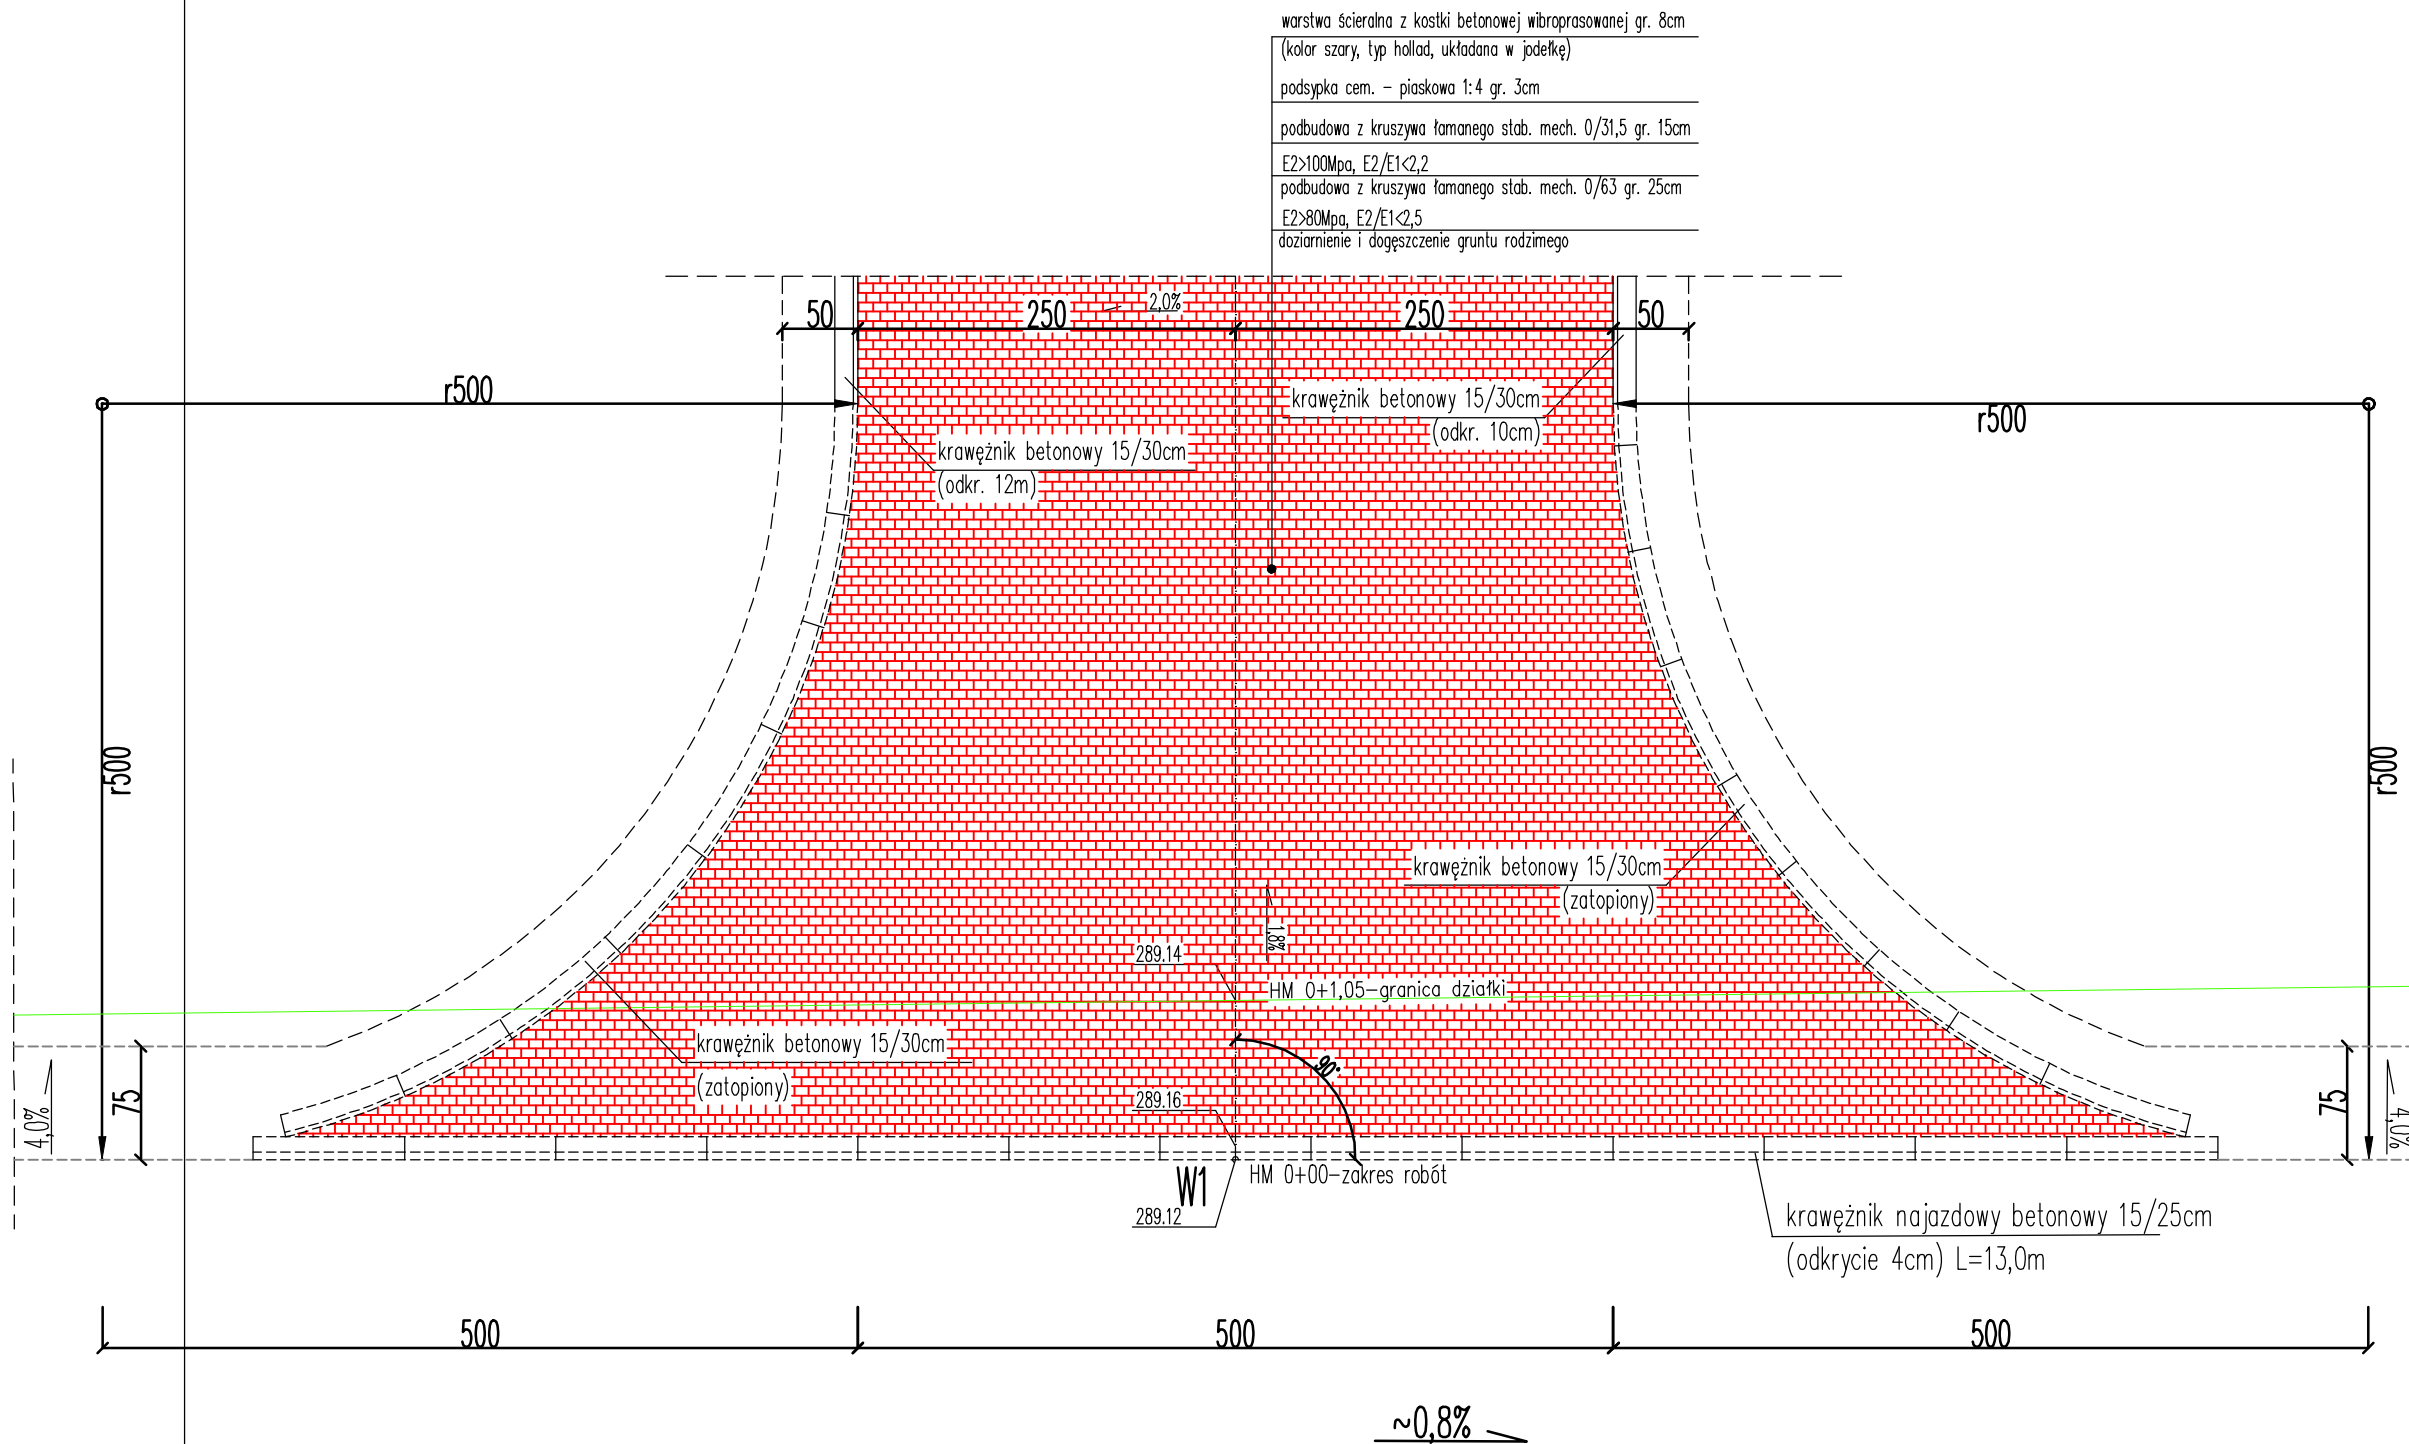 warstwa ścieralna z kostki betonowej wibroprasowanej gr. 8cm
(kolor szary, typ hollad, układana w jodełkę)
podsypka cem. – piaskowa 1:4 gr. 3cm
podbudowa z kruszywa łamanego stab. mech. 0/31,5 gr. 15cm
E2>100Mpa, E2/E1<2,2
podbudowa z kruszywa łamanego stab. mech. 0/63 gr. 25cm
E2>80Mpa, E2/E1<2,5
doziarnienie i dogęszczenie gruntu rodzimego
2,0%
50
250
250
50
r500
krawężnik betonowy 15/30cm
(odkr. 10cm)
r500
krawężnik betonowy 15/30cm
(odkr. 12m)
r500
r500
krawężnik betonowy 15/30cm
(zatopiony)
1,8%
289.14
HM 0+1,05–granica działki
krawężnik betonowy 15/30cm
(zatopiony)
90°
289.16
75
4,0%
75
4,0%
W1
HM 0+00–zakres robót
289.12
krawężnik najazdowy betonowy 15/25cm
(odkrycie 4cm) L=13,0m
500
500
500
~0,8%